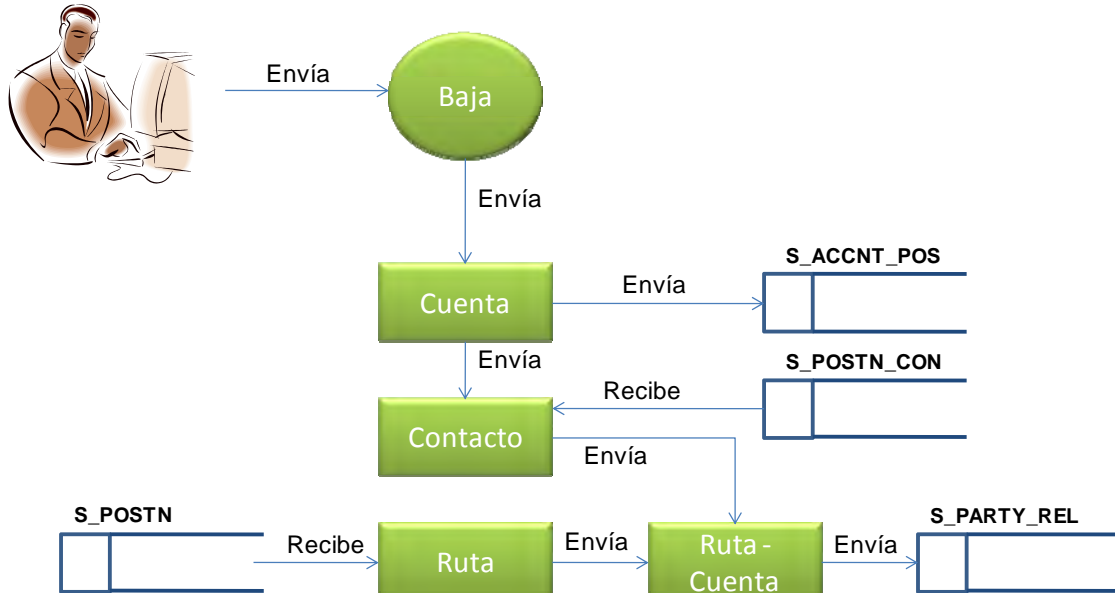 Envía
Baja
Envía
S_ACCNT_POS
Envía
Cuenta
Envía
S_POSTN_CON
Recibe
Contacto
Envía
S_POSTN
S_PARTY_REL
Recibe
Ruta
Envía
Ruta -
Cuenta
Envía